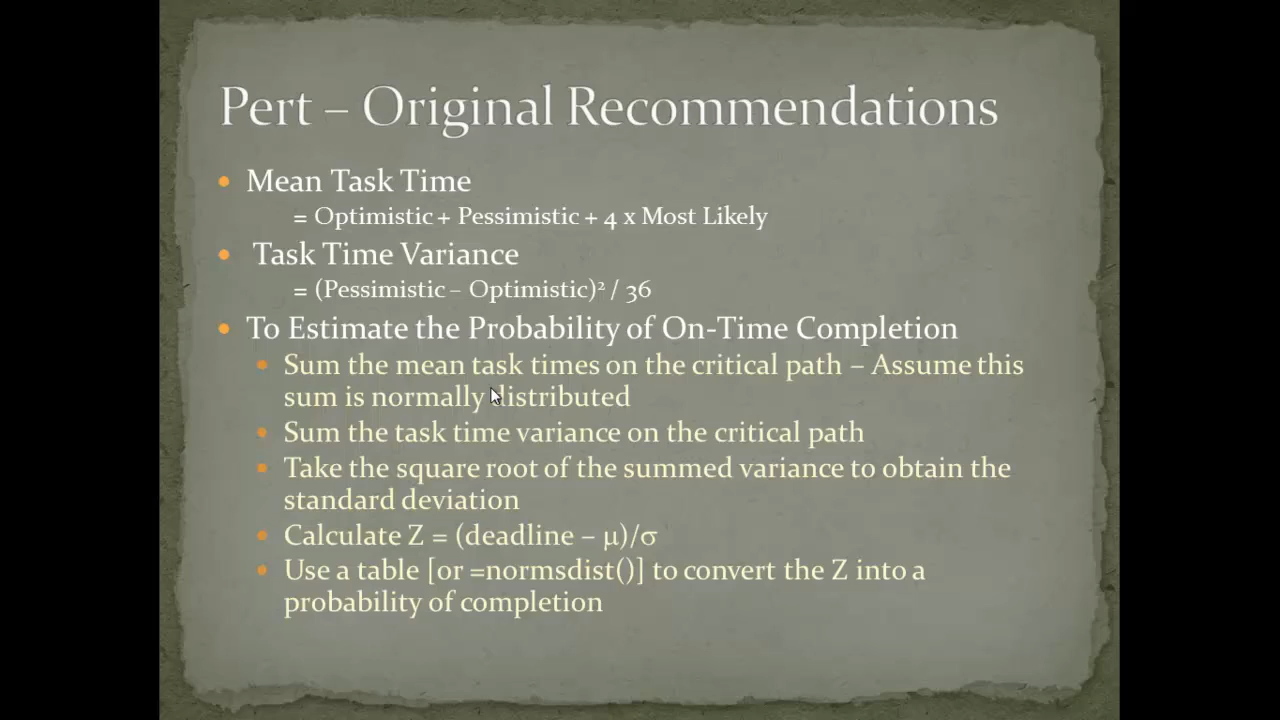 Pert – Original Recommendations
• Mean Task Time
= Optimistic + Pessimistic + 4 x Most Likely
• Task Time Variance
= (Pessimistic – Optimistic)² / 36
• To Estimate the Probability of On-Time Completion
• Sum the mean task times on the critical path – Assume this
sum is normally distributed
• Sum the task time variance on the critical path
• Take the square root of the summed variance to obtain the
standard deviation
• Calculate Z = (deadline – μ)/σ
• Use a table [or =normsdist()] to convert the Z into a
probability of completion